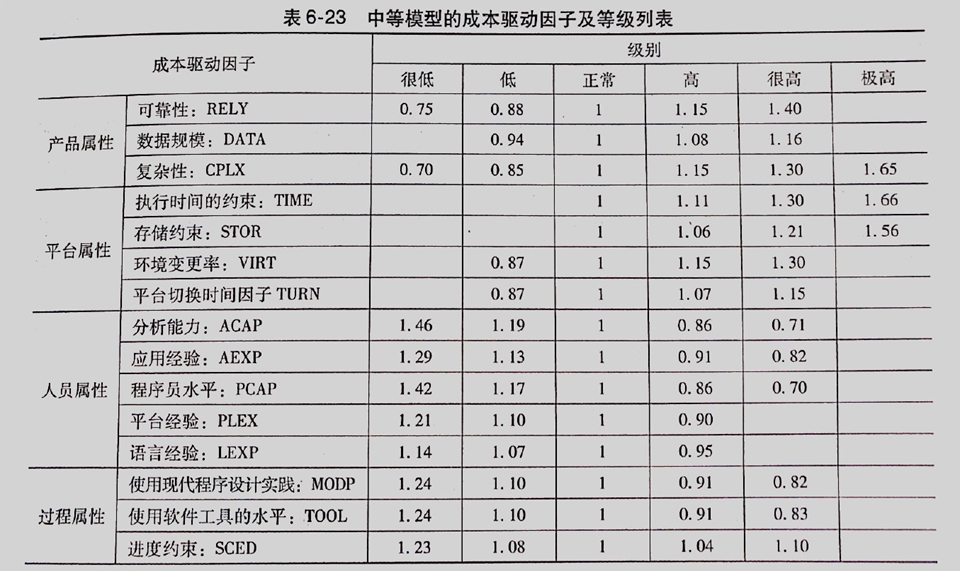 表6-23 中等模型的成本驱动因子及等级列表
成本驱动因子 级别
很低 低 正常 高 很高 极高
产品属性 可靠性：RELY 0.75 0.88 1 1.15 1.40
数据规模：DATA 0.94 1 1.08 1.16
复杂性：CPLX 0.70 0.85 1 1.15 1.30 1.65
平台属性 执行时间的约束：TIME 1 1.11 1.30 1.66
存储约束：STOR 1 1.06 1.21 1.56
环境变更率：VIRT 0.87 1 1.15 1.30
平台切换时间因子TURN 0.87 1 1.07 1.15
人员属性 分析能力：ACAP 1.46 1.19 1 0.86 0.71
应用经验：AEXP 1.29 1.13 1 0.91 0.82
程序员水平：PCAP 1.42 1.17 1 0.86 0.70
平台经验：PLEX 1.21 1.10 1 0.90
语言经验：LEXP 1.14 1.07 1 0.95
过程属性 使用现代程序设计实践：MODP 1.24 1.10 1 0.91 0.82
使用软件工具的水平：TOOL 1.24 1.10 1 0.91 0.83
进度约束：SCED 1.23 1.08 1 1.04 1.10